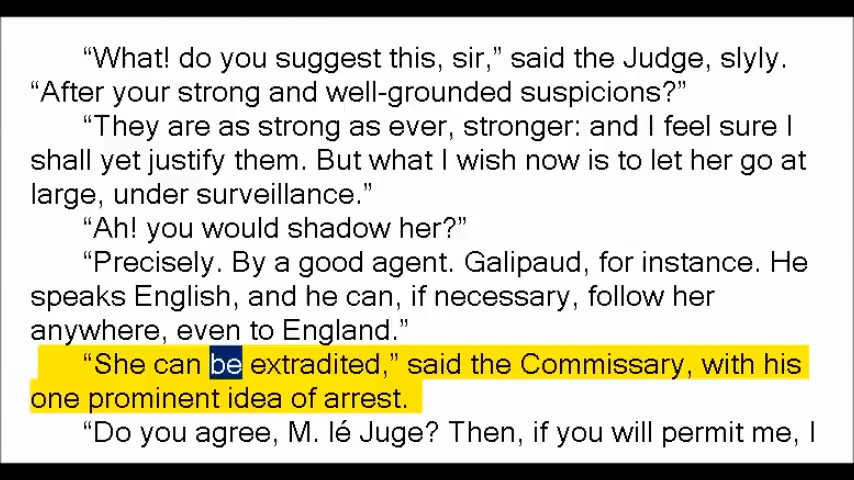 “What! do you suggest this, sir,” said the Judge, slyly.
“After your strong and well-grounded suspicions?”
“They are as strong as ever, stronger: and I feel sure I
shall yet justify them. But what I wish now is to let her go at
large, under surveillance.”
“Ah! you would shadow her?”
“Precisely. By a good agent. Galipaud, for instance. He
speaks English, and he can, if necessary, follow her
anywhere, even to England.”
“She can be extradited,” said the Commissary, with his
one prominent idea of arrest.
“Do you agree, M. lé Juge? Then, if you will permit me, I